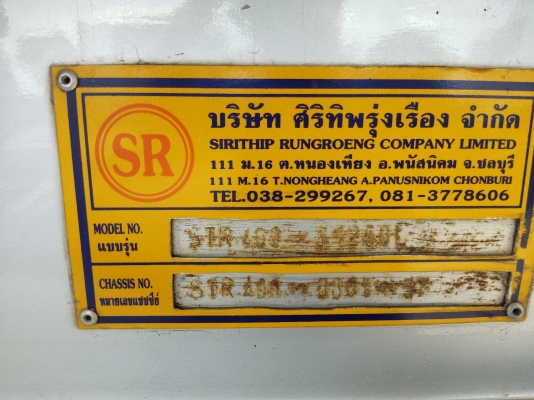 SR
บริษัท ศิริทิพรุ่งเรือง จำกัด
SIRITHIP RUNGROENG COMPANY LIMITED
111 ม.16 ต.หนองเหียง อ.พนัสนิคม จ.ชลบุรี
111 M.16 T.NONGHEANG A.PANUSNIKOM CHONBURI
TEL.038-299267, 081-3778606
MODEL NO.
แบบรุ่น
STR
CHASSIS NO.
หมายเลขแชซซีย์
STR